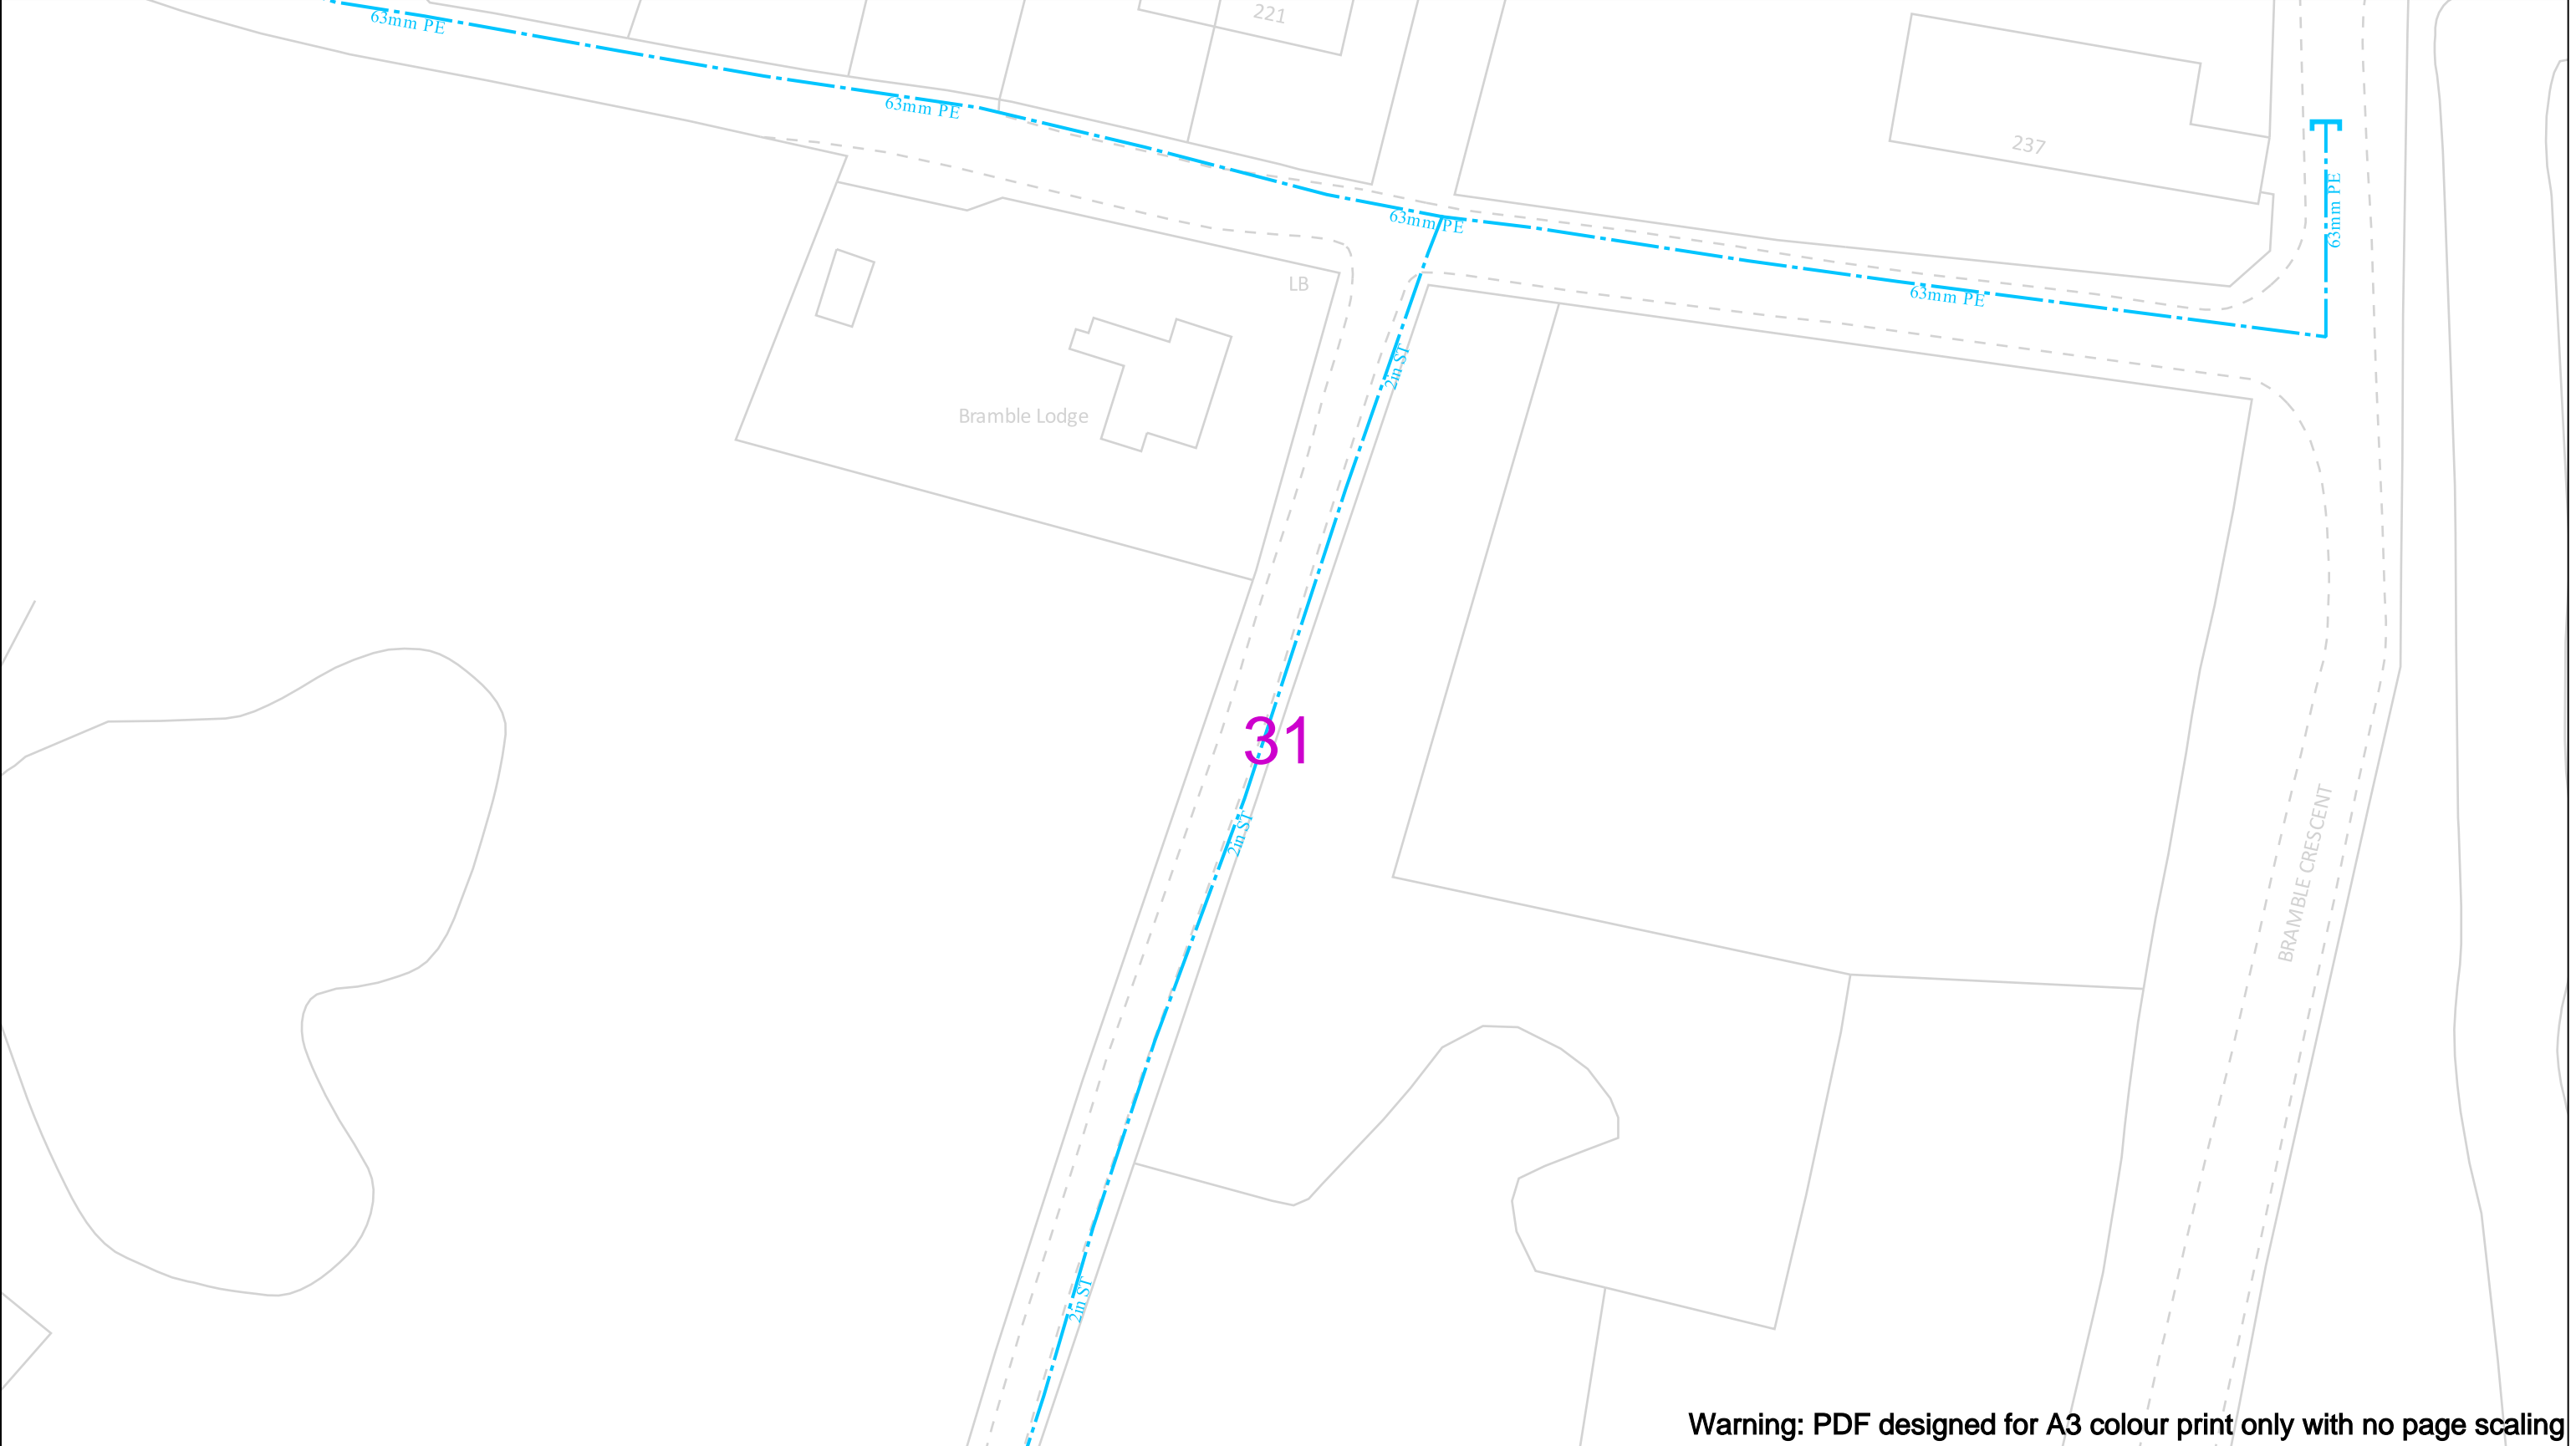 63mm PE
221
63mm PE
237
63mm PE
63mm PE
LB
63mm PE
2in ST
Bramble Lodge
31
2in ST
BRAMBLE CRESCENT
2in ST
Warning: PDF designed for A3 colour print only with no page scaling